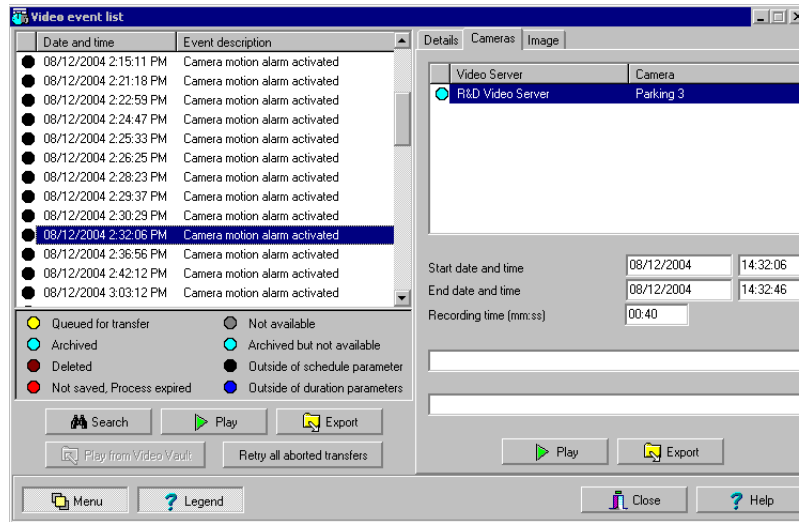 Video event list
Date and time Event description
08/12/2004 2:15:11 PM Camera motion alarm activated
08/12/2004 2:21:18 PM Camera motion alarm activated
08/12/2004 2:22:59 PM Camera motion alarm activated
08/12/2004 2:24:47 PM Camera motion alarm activated
08/12/2004 2:25:33 PM Camera motion alarm activated
08/12/2004 2:26:25 PM Camera motion alarm activated
08/12/2004 2:28:23 PM Camera motion alarm activated
08/12/2004 2:29:37 PM Camera motion alarm activated
08/12/2004 2:30:29 PM Camera motion alarm activated
08/12/2004 2:32:06 PM Camera motion alarm activated
08/12/2004 2:36:56 PM Camera motion alarm activated
08/12/2004 2:42:12 PM Camera motion alarm activated
08/12/2004 3:03:12 PM Camera motion alarm activated
Queued for transfer Not available
Archived Archived but not available
Deleted Outside of schedule parameter
Not saved, Process expired Outside of duration parameters
Search Play Export
Play from Video Vault Retry all aborted transfers
Details Cameras Image
Video Server Camera
R&D Video Server Parking 3
Start date and time 08/12/2004 14:32:06
End date and time 08/12/2004 14:32:46
Recording time (mm:ss) 00:40
Play Export
Menu Legend Close Help